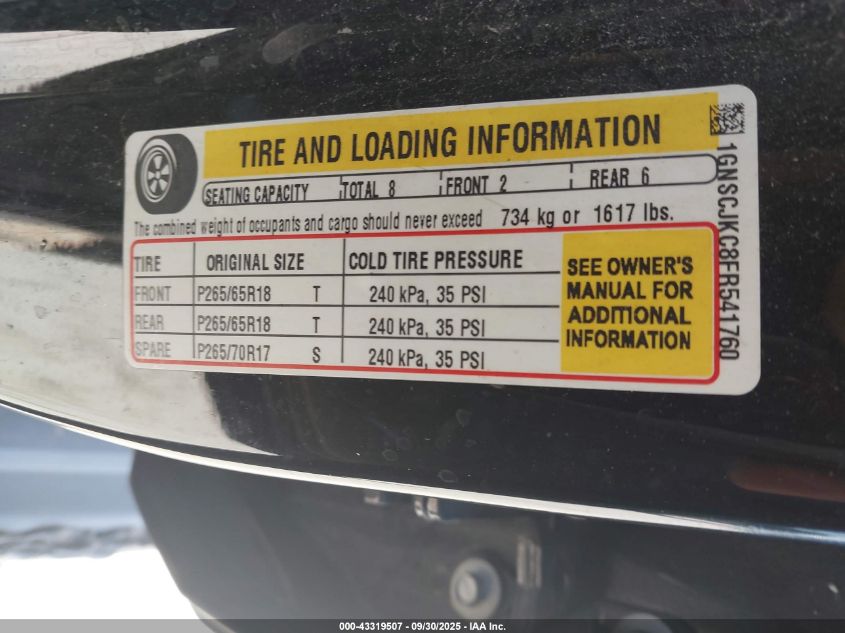 TIRE AND LOADING INFORMATION
SEATING CAPACITY TOTAL 8 FRONT 2 REAR 6
The combined weight of occupants and cargo should never exceed 734 kg or 1617 lbs.
TIRE ORIGINAL SIZE COLD TIRE PRESSURE
FRONT P265/65R18 T 240 kPa, 35 PSI
REAR P265/65R18 T 240 kPa, 35 PSI
SPARE P265/70R17 S 240 kPa, 35 PSI
SEE OWNER'S
MANUAL FOR
ADDITIONAL
INFORMATION
1GNSCJKC8FR541760
000-43319507 - 09/30/2025 - IAA Inc.